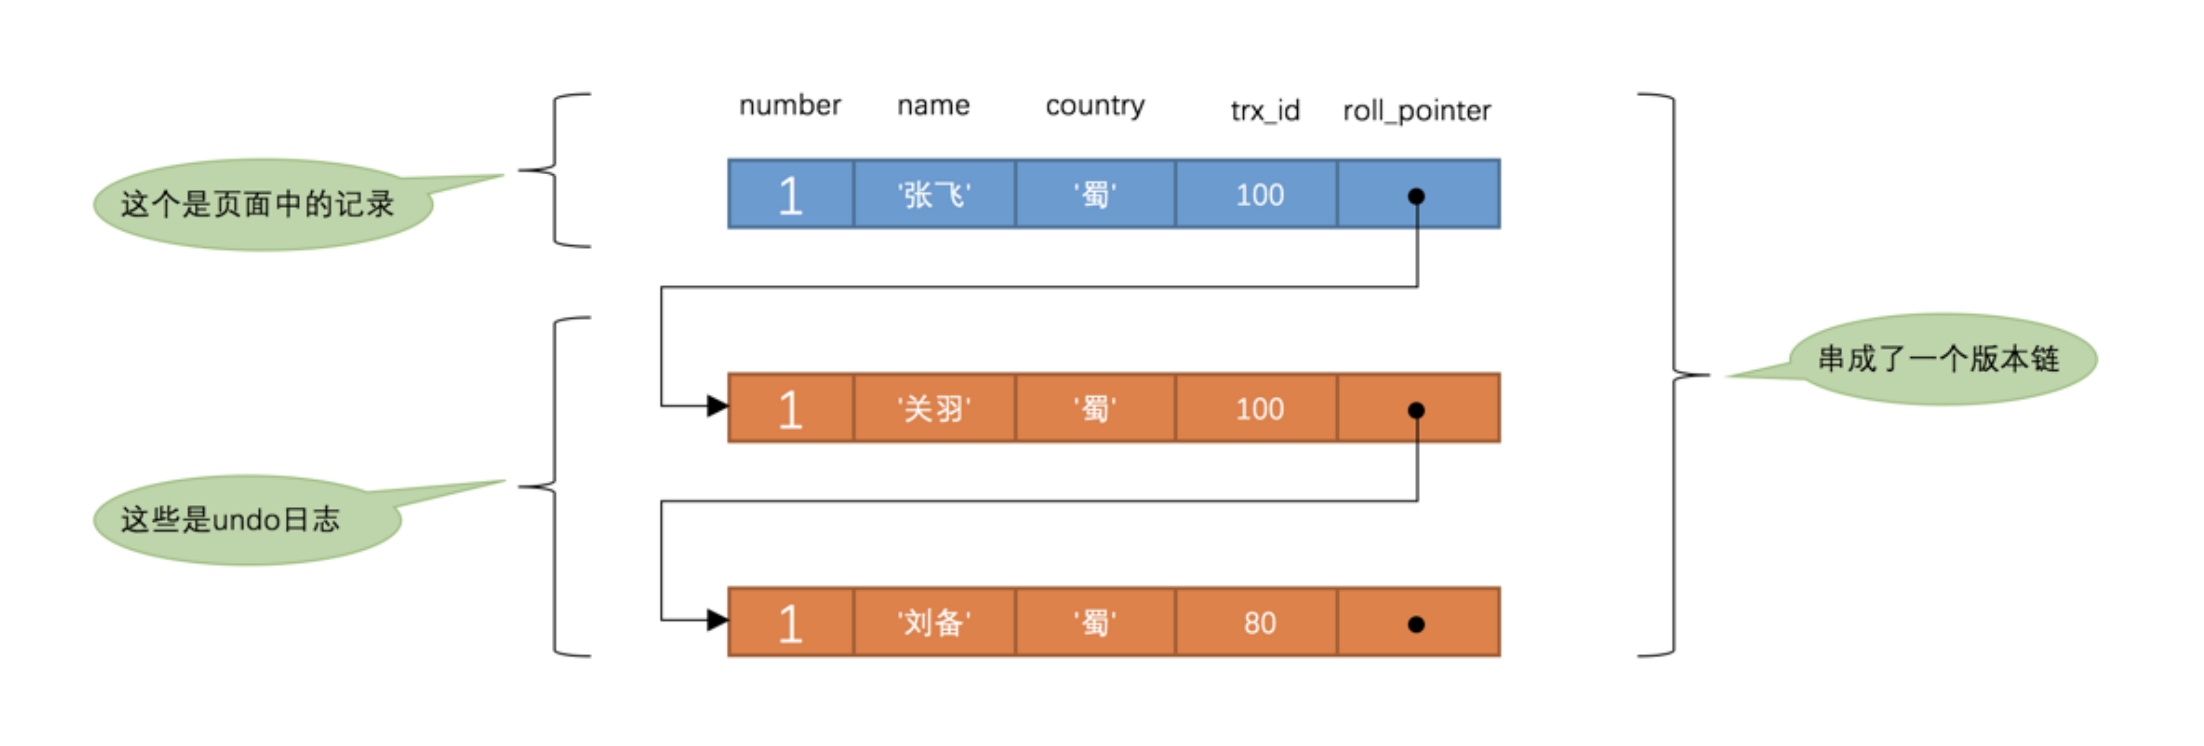 number name country trx_id roll_pointer
这个是页面中的记录
1 '张飞' '蜀' 100
串成了一个版本链
1 '关羽' '蜀' 100
这些是undo日志
1 '刘备' '蜀' 80